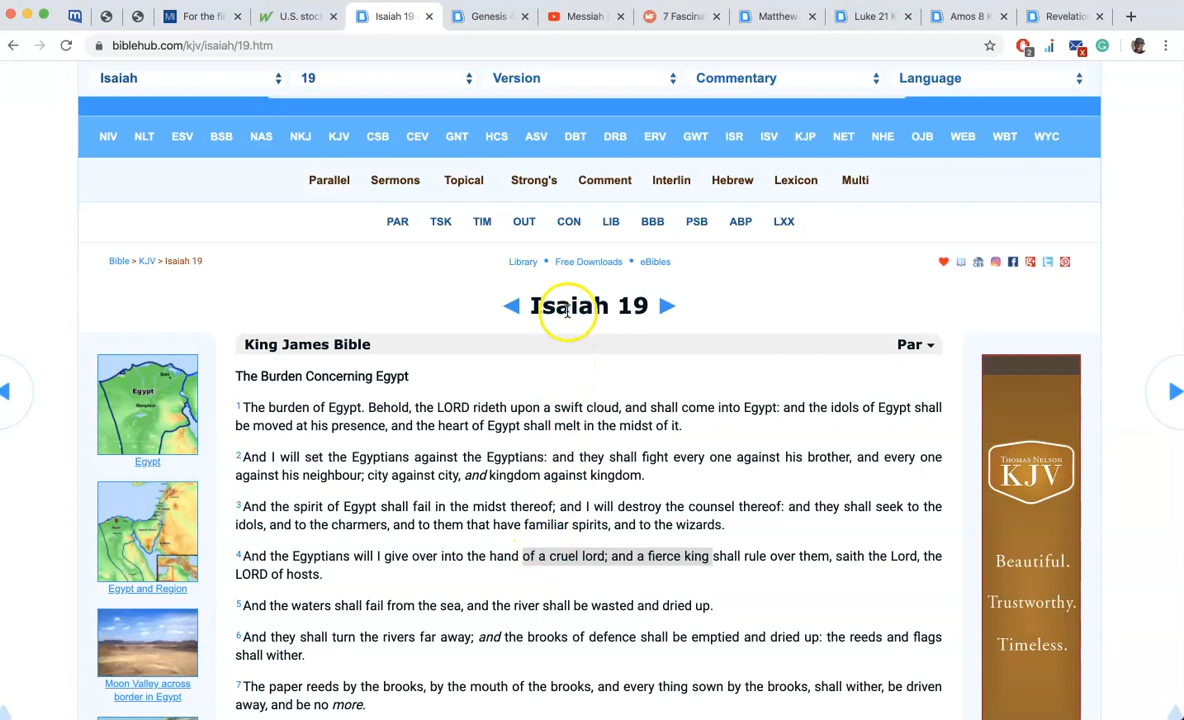 For the fi
U.S. stoc
Isaiah 19
Genesis 4
Messiah
7 Fascina
Matthew
Luke 21 K
Amos 8 K
Revelatio
biblehub.com/kjv/isaiah/19.htm
2
x
Isaiah 19 Version Commentary Language
NIV NLT ESV BSB NAS NKJ KJV CSB CEV GNT HCS ASV DBT DRB ERV GWT ISR ISV KJP NET NHE OJB WEB WBT WYC
Parallel Sermons Topical Strong's Comment Interlin Hebrew Lexicon Multi
PAR TSK TIM OUT CON LIB BBB PSB ABP LXX
Bible > KJV > Isaiah 19
Library • Free Downloads • eBibles
◄ Isaiah 19 ►
King James Bible Par
The Burden Concerning Egypt
1The burden of Egypt. Behold, the LORD rideth upon a swift cloud, and shall come into Egypt: and the idols of Egypt shall
be moved at his presence, and the heart of Egypt shall melt in the midst of it.
2And I will set the Egyptians against the Egyptians: and they shall fight every one against his brother, and every one
against his neighbour; city against city, and kingdom against kingdom.
3And the spirit of Egypt shall fail in the midst thereof; and I will destroy the counsel thereof: and they shall seek to the
idols, and to the charmers, and to them that have familiar spirits, and to the wizards.
4And the Egyptians will I give over into the hand of a cruel lord; and a fierce king shall rule over them, saith the Lord, the
LORD of hosts.
5And the waters shall fail from the sea, and the river shall be wasted and dried up.
6And they shall turn the rivers far away; and the brooks of defence shall be emptied and dried up: the reeds and flags
shall wither.
7The paper reeds by the brooks, by the mouth of the brooks, and every thing sown by the brooks, shall wither, be driven
away, and be no more.
Egypt
Egypt
Egypt and Region
Moon Valley across
border in Egypt
THOMAS NELSON
KJV
Beautiful.
Trustworthy.
Timeless.